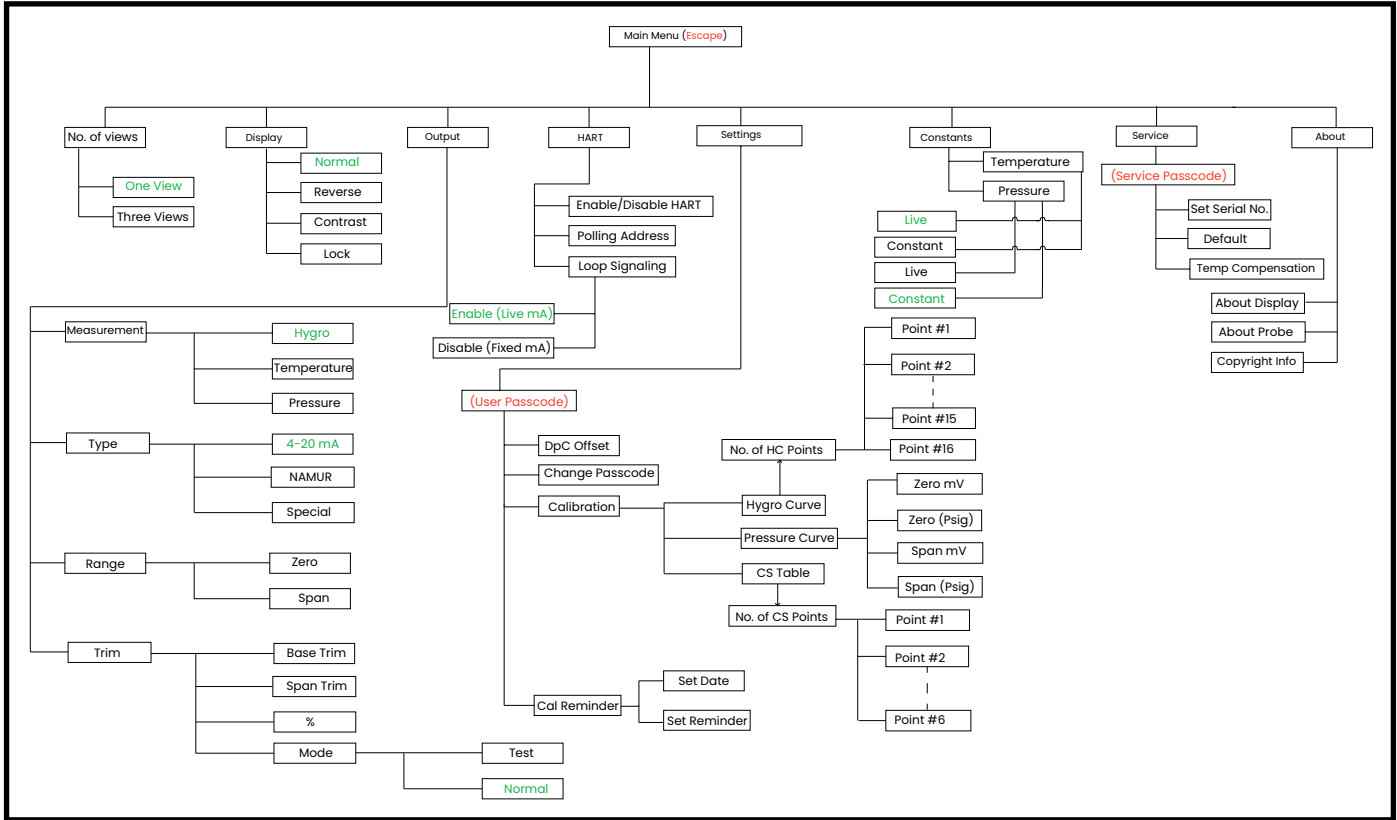 Main Menu (Escape)
No. of views
One View
Three Views
Display
Normal
Reverse
Contrast
Lock
Output
Measurement
Hygro
Temperature
Pressure
Type
4-20 mA
NAMUR
Special
Range
Zero
Span
Trim
Base Trim
Span Trim
%
Mode
Test
Normal
HART
Enable/Disable HART
Polling Address
Loop Signaling
Enable (Live mA)
Disable (Fixed mA)
Settings
(User Passcode)
DpC Offset
Change Passcode
Calibration
Hygro Curve
No. of HC Points
Point #1
Point #2
Point #15
Point #16
Pressure Curve
Zero mV
Zero (Psig)
Span mV
Span (Psig)
CS Table
No. of CS Points
Point #1
Point #2
Point #6
Cal Reminder
Set Date
Set Reminder
Constants
Temperature
Pressure
Live
Constant
Live
Constant
Service
(Service Passcode)
Set Serial No.
Default
Temp Compensation
About
About Display
About Probe
Copyright Info